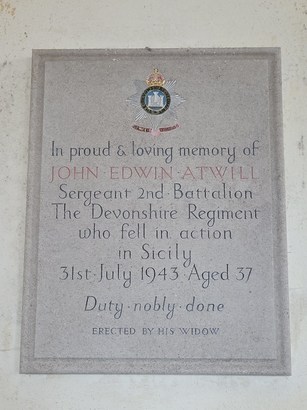 In proud & loving memory of
JOHN · EDWIN · ATWILL
Sergeant 2nd · Battalion
The Devonshire Regiment
who fell in action
in Sicily
31st · July 1943 · Aged 37
Duty · nobly · done
ERECTED BY HIS WIDOW